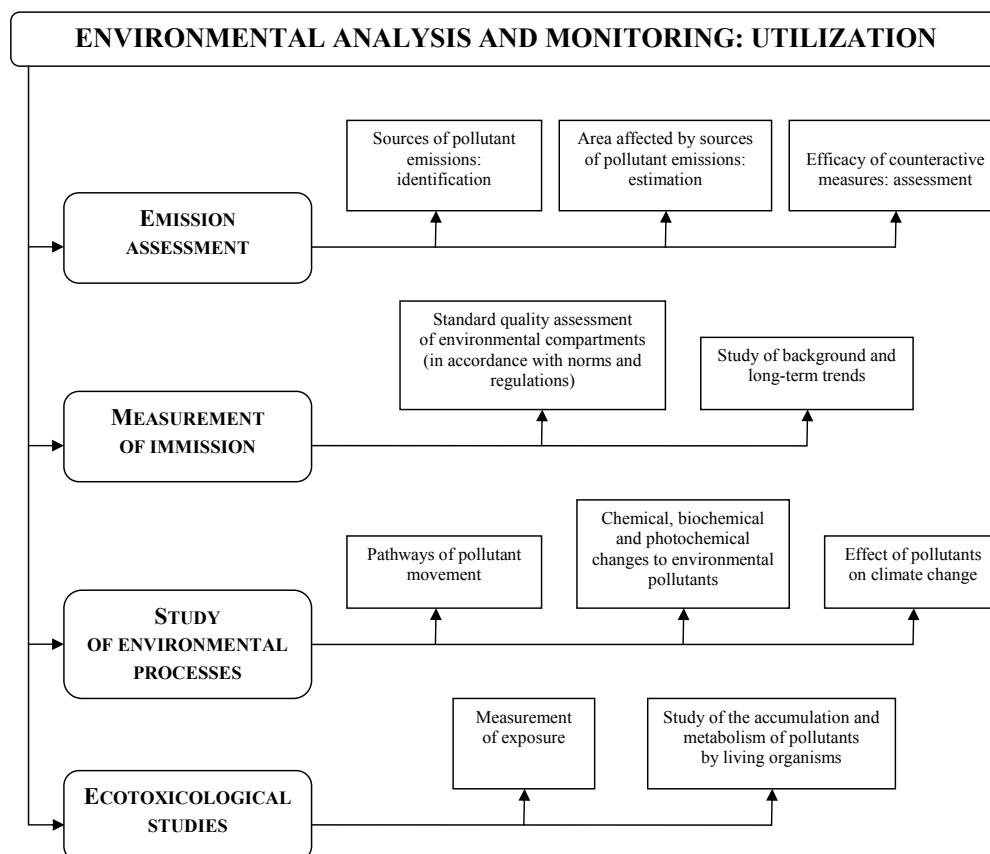 ENVIRONMENTAL ANALYSIS AND MONITORING: UTILIZATION
Sources of pollutant
emissions:
identification
Area affected by sources
of pollutant emissions:
estimation
Efficacy of counteractive
measures: assessment
EMISSION
ASSESSMENT
Standard quality assessment
of environmental compartments
(in accordance with norms and
regulations)
Study of background and
long-term trends
MEASUREMENT
OF IMMISSION
Pathways of pollutant
movement
Chemical, biochemical
and photochemical
changes to environmental
pollutants
Effect of pollutants
on climate change
STUDY
OF ENVIRONMENTAL
PROCESSES
Measurement
of exposure
Study of the accumulation and
metabolism of pollutants
by living organisms
ECOTOXICOLOGICAL
STUDIES